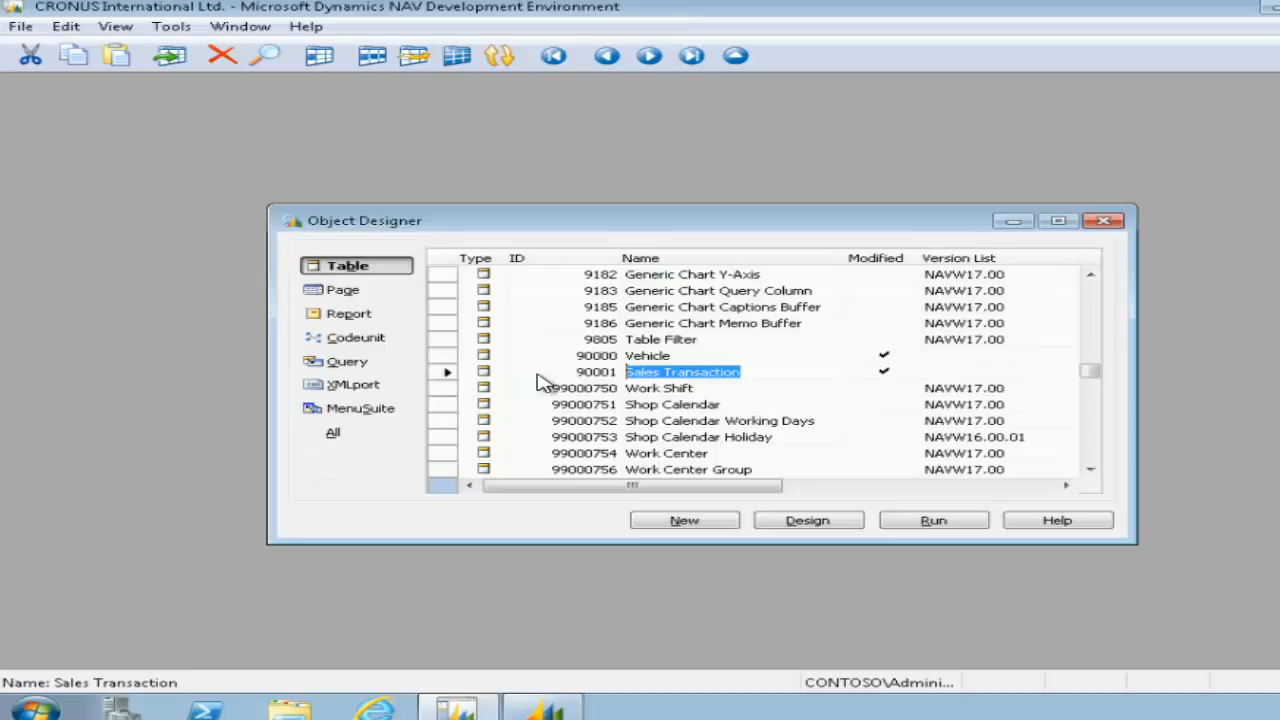 CRONUS International Ltd. - Microsoft Dynamics NAV Development Environment
File Edit View Tools Window Help
Object Designer
Table
Page
Report
Codeunit
Query
XMLport
MenuSuite
All
Type ID Name Modified Version List
9182 Generic Chart Y-Axis NAVW17.00
9183 Generic Chart Query Column NAVW17.00
9185 Generic Chart Captions Buffer NAVW17.00
9186 Generic Chart Memo Buffer NAVW17.00
9805 Table Filter NAVW17.00
90000 Vehicle
90001 Sales Transaction
99000750 Work Shift NAVW17.00
99000751 Shop Calendar NAVW17.00
99000752 Shop Calendar Working Days NAVW17.00
99000753 Shop Calendar Holiday NAVW16.00.01
99000754 Work Center NAVW17.00
99000756 Work Center Group NAVW17.00
New Design Run Help
Name: Sales Transaction CONTOSO\Admini...